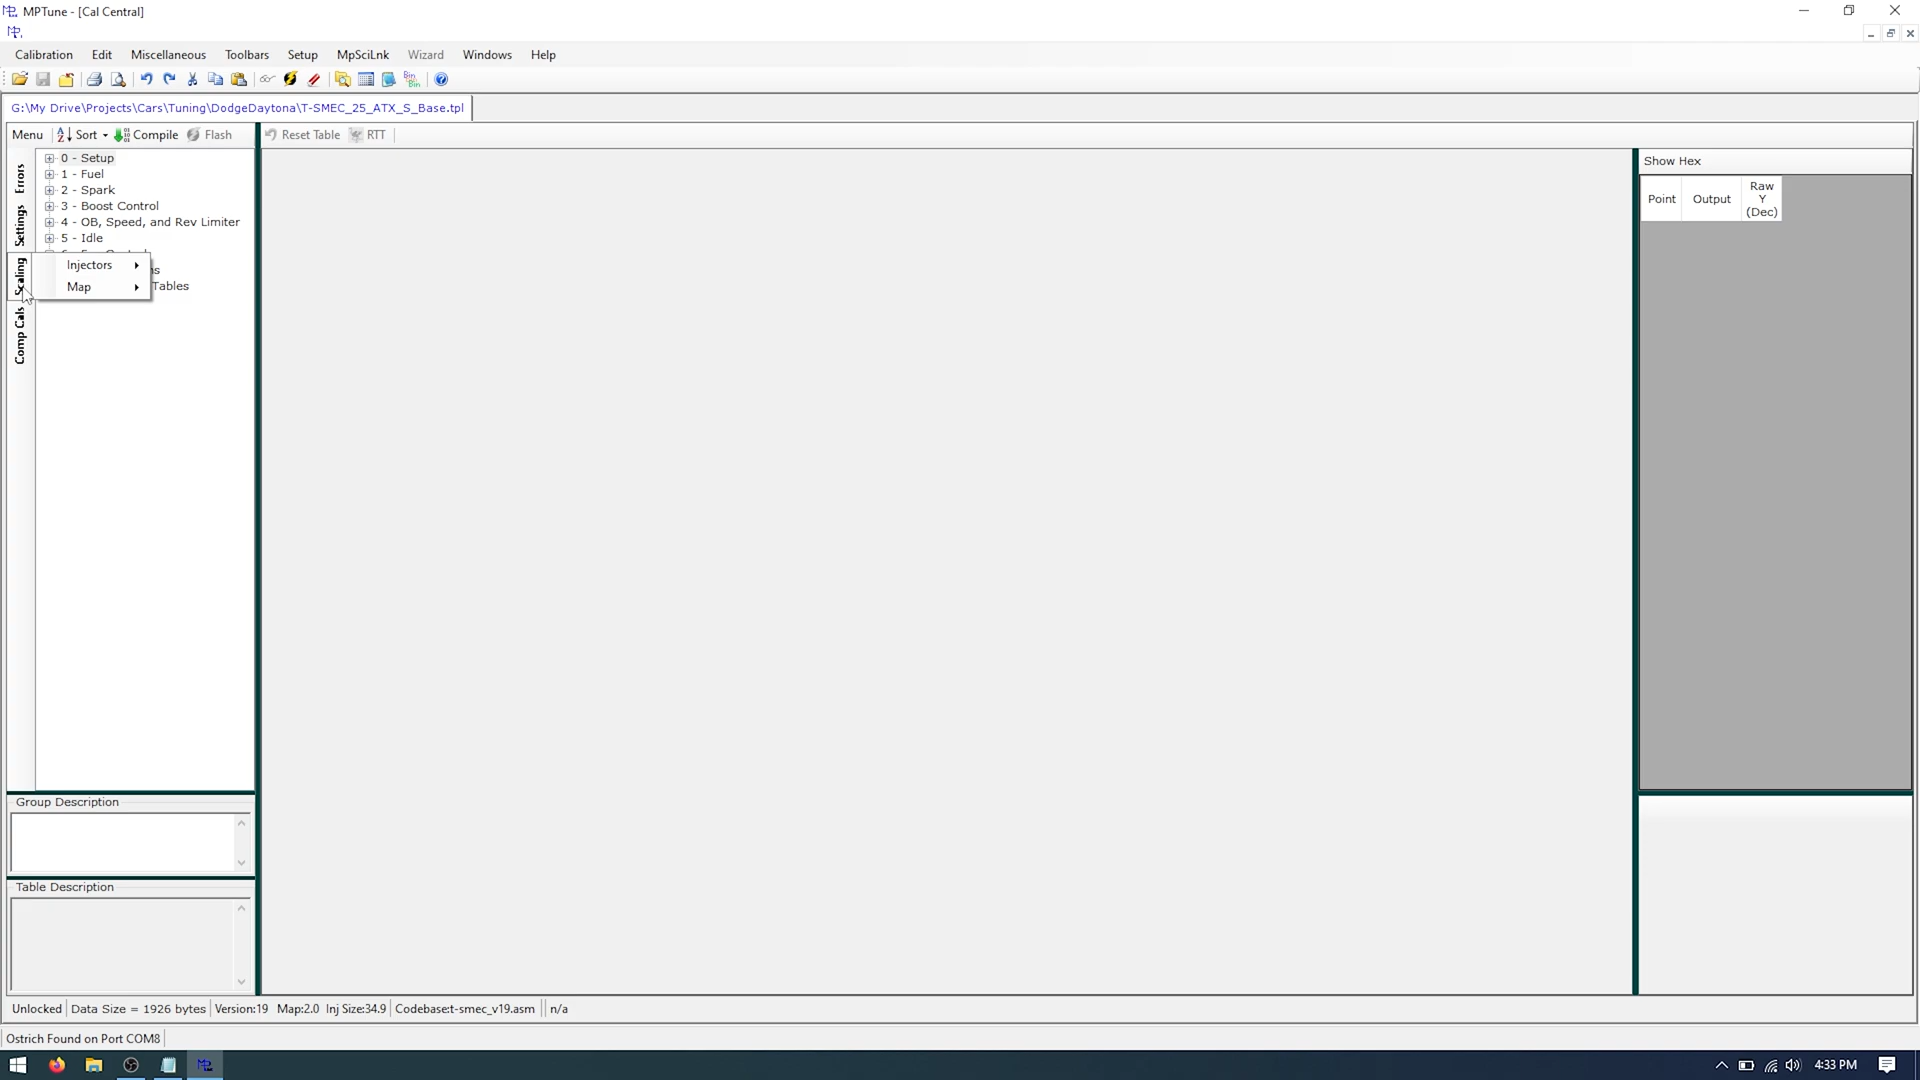 MPTune - [Cal Central]
Calibration Edit Miscellaneous Toolbars Setup MpSciLnk Wizard Windows Help
G:\My Drive\Projects\Cars\Tuning\DodgeDaytona\T-SMEC_25_ATX_S_Base.tpl
Menu Sort Compile Flash Reset Table RTT
Errors
Settings
Scaling
Comp Cals
0 - Setup
1 - Fuel
2 - Spark
3 - Boost Control
4 - OB, Speed, and Rev Limiter
5 - Idle
Injectors
Map
Tables
Show Hex
Point Output Raw Y (Dec)
Group Description
Table Description
Unlocked Data Size = 1926 bytes Version:19 Map:2.0 Inj Size:34.9 Codebase:t-smec_v19.asm n/a
Ostrich Found on Port COM8
4:33 PM